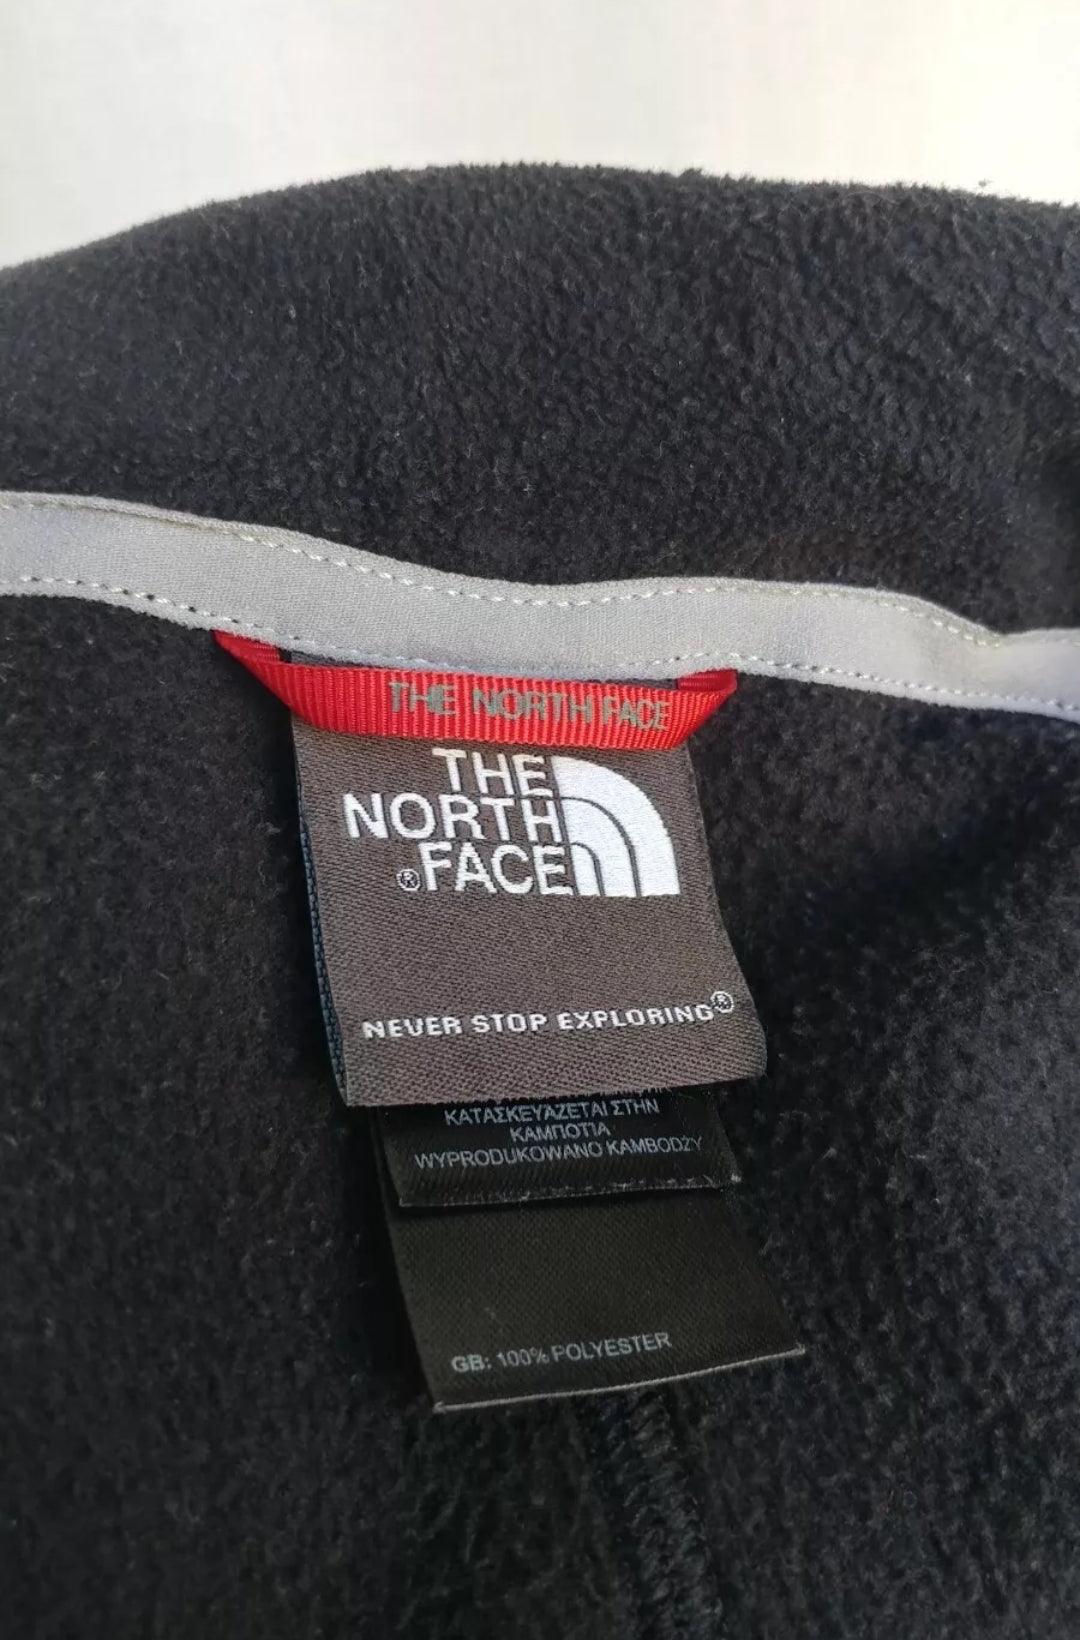 THE NORTH FACE
THE
NORTH
®FACE
NEVER STOP EXPLORING®
ΚΑΤΑΣΚΕΥΑΖΕΤΑΙ ΣΤΗΝ
ΚΑΜΠΟΤΙΑ
WYPRODUKOWANO KAMBODŻY
GB: 100% POLYESTER